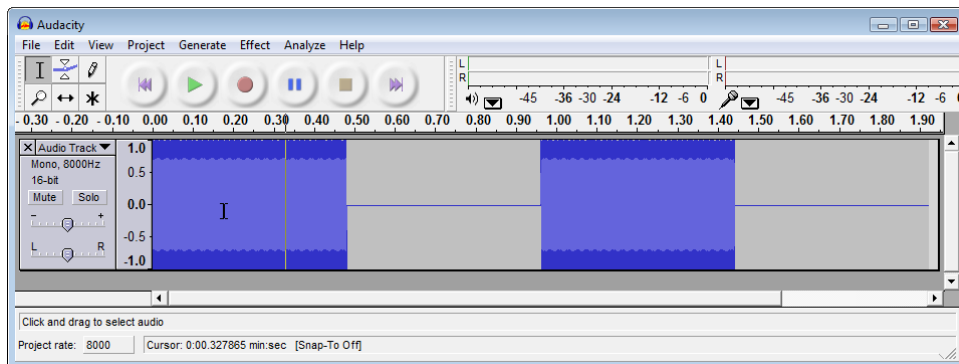 Audacity
File Edit View Project Generate Effect Analyze Help
L L
R R
-45 -36 -30 -24 -12 -6 0 -45 -36 -30 -24 -12 -6
- 0.30 - 0.20 - 0.10 0.00 0.10 0.20 0.30 0.40 0.50 0.60 0.70 0.80 0.90 1.00 1.10 1.20 1.30 1.40 1.50 1.60 1.70 1.80 1.90
X Audio Track 1.0
Mono, 8000Hz
16-bit 0.5
Mute Solo
- + 0.0
L R -0.5
-1.0
Click and drag to select audio
Project rate: 8000 Cursor: 0:00.327865 min:sec [Snap-To Off]